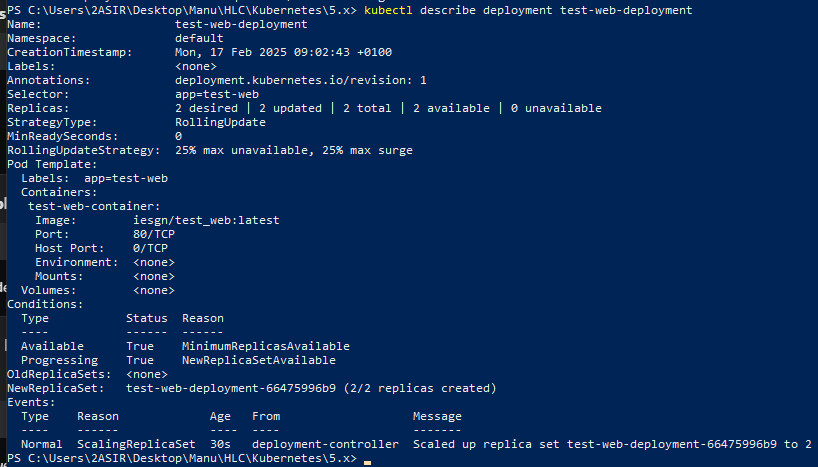 PS C:\Users\2ASIR\Desktop\Manu\HLC\Kubernetes\5.x> kubectl describe deployment test-web-deployment
Name:                   test-web-deployment
Namespace:              default
CreationTimestamp:      Mon, 17 Feb 2025 09:02:43 +0100
Labels:                 <none>
Annotations:            deployment.kubernetes.io/revision: 1
Selector:               app=test-web
Replicas:               2 desired | 2 updated | 2 total | 2 available | 0 unavailable
StrategyType:           RollingUpdate
MinReadySeconds:        0
RollingUpdateStrategy:  25% max unavailable, 25% max surge
Pod Template:
  Labels:  app=test-web
  Containers:
   test-web-container:
    Image:        iesgn/test_web:latest
    Port:         80/TCP
    Host Port:    0/TCP
    Environment:  <none>
    Mounts:       <none>
  Volumes:        <none>
Conditions:
  Type           Status  Reason
  ----           ------  ------
  Available      True    MinimumReplicasAvailable
  Progressing    True    NewReplicaSetAvailable
OldReplicaSets:  <none>
NewReplicaSet:   test-web-deployment-66475996b9 (2/2 replicas created)
Events:
  Type    Reason             Age   From                   Message
  ----    ------             ----  ----                   -------
  Normal  ScalingReplicaSet  30s   deployment-controller  Scaled up replica set test-web-deployment-66475996b9 to 2
PS C:\Users\2ASIR\Desktop\Manu\HLC\Kubernetes\5.x>